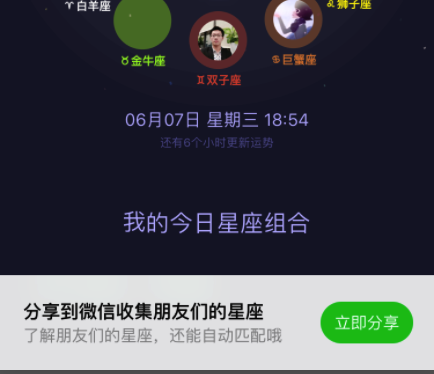 ♈白羊座
♌狮子座
♉金牛座
♋巨蟹座
♊双子座
06月07日 星期三 18:54
还有6个小时更新运势
我的今日星座组合
分享到微信收集朋友们的星座
了解朋友们的星座，还能自动匹配哦
立即分享